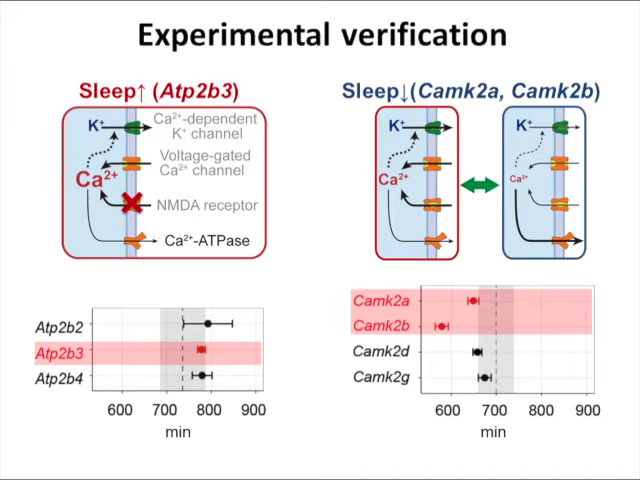 Experimental verification
Sleep↑ (Atp2b3)
K⁺
Ca²⁺-dependent
K⁺ channel
Voltage-gated
Ca²⁺ channel
Ca²⁺
NMDA receptor
Ca²⁺-ATPase
Sleep↓(Camk2a, Camk2b)
K⁺
Ca²⁺
K⁺
Ca²⁺
Atp2b2
Atp2b3
Atp2b4
600 700 800 900
min
Camk2a
Camk2b
Camk2d
Camk2g
600 700 800 900
min